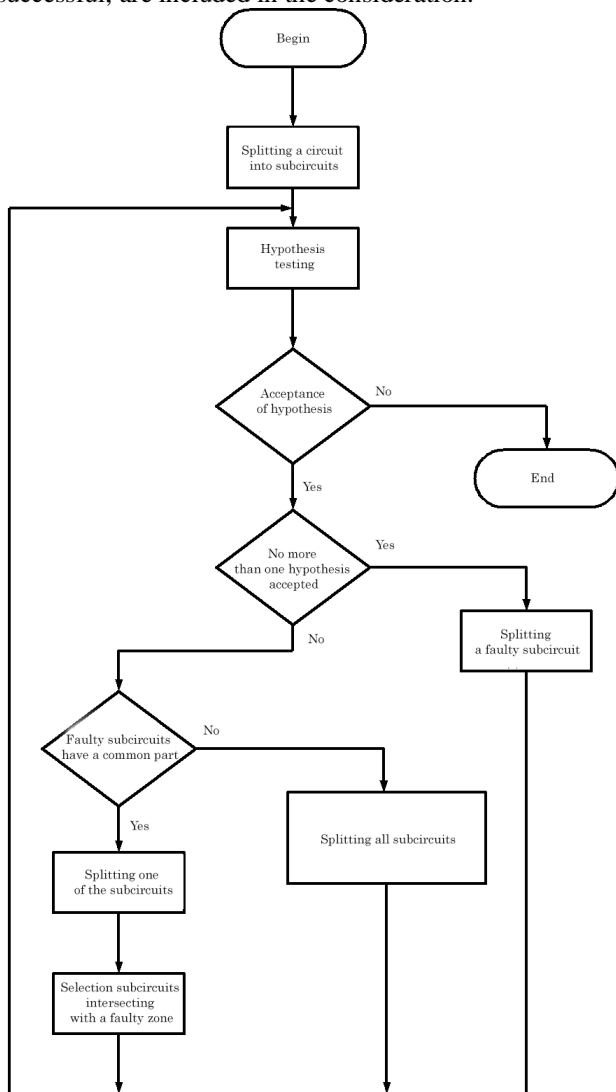 successful, are included in the consideration.
Begin
Splitting a circuit
into subcircuits
Hypothesis
testing
Acceptance
of hypothesis
No
End
Yes
No more
than one hypothesis
accepted
Yes
Splitting
a faulty subcircuit
No
Faulty subcircuits
have a common part
No
Splitting all subcircuits
Yes
Splitting one
of the subcircuits
Selection subcircuits
intersecting
with a faulty zone